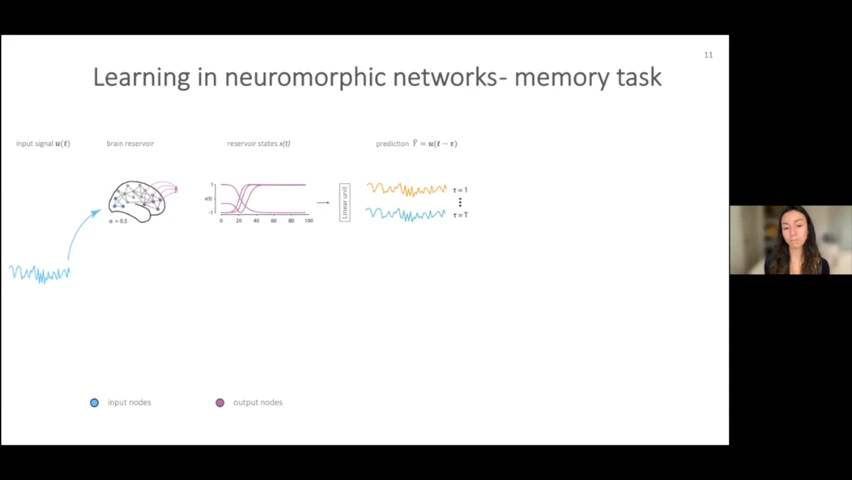 11
Learning in neuromorphic networks- memory task
input signal u(t)
brain reservoir
reservoir states x(t)
prediction Ŷ = u(t − τ)
α = 0.5
1
x(t)
-1
0 20 40 60 80 100
Linear unit
τ = 1
τ = T
input nodes
output nodes